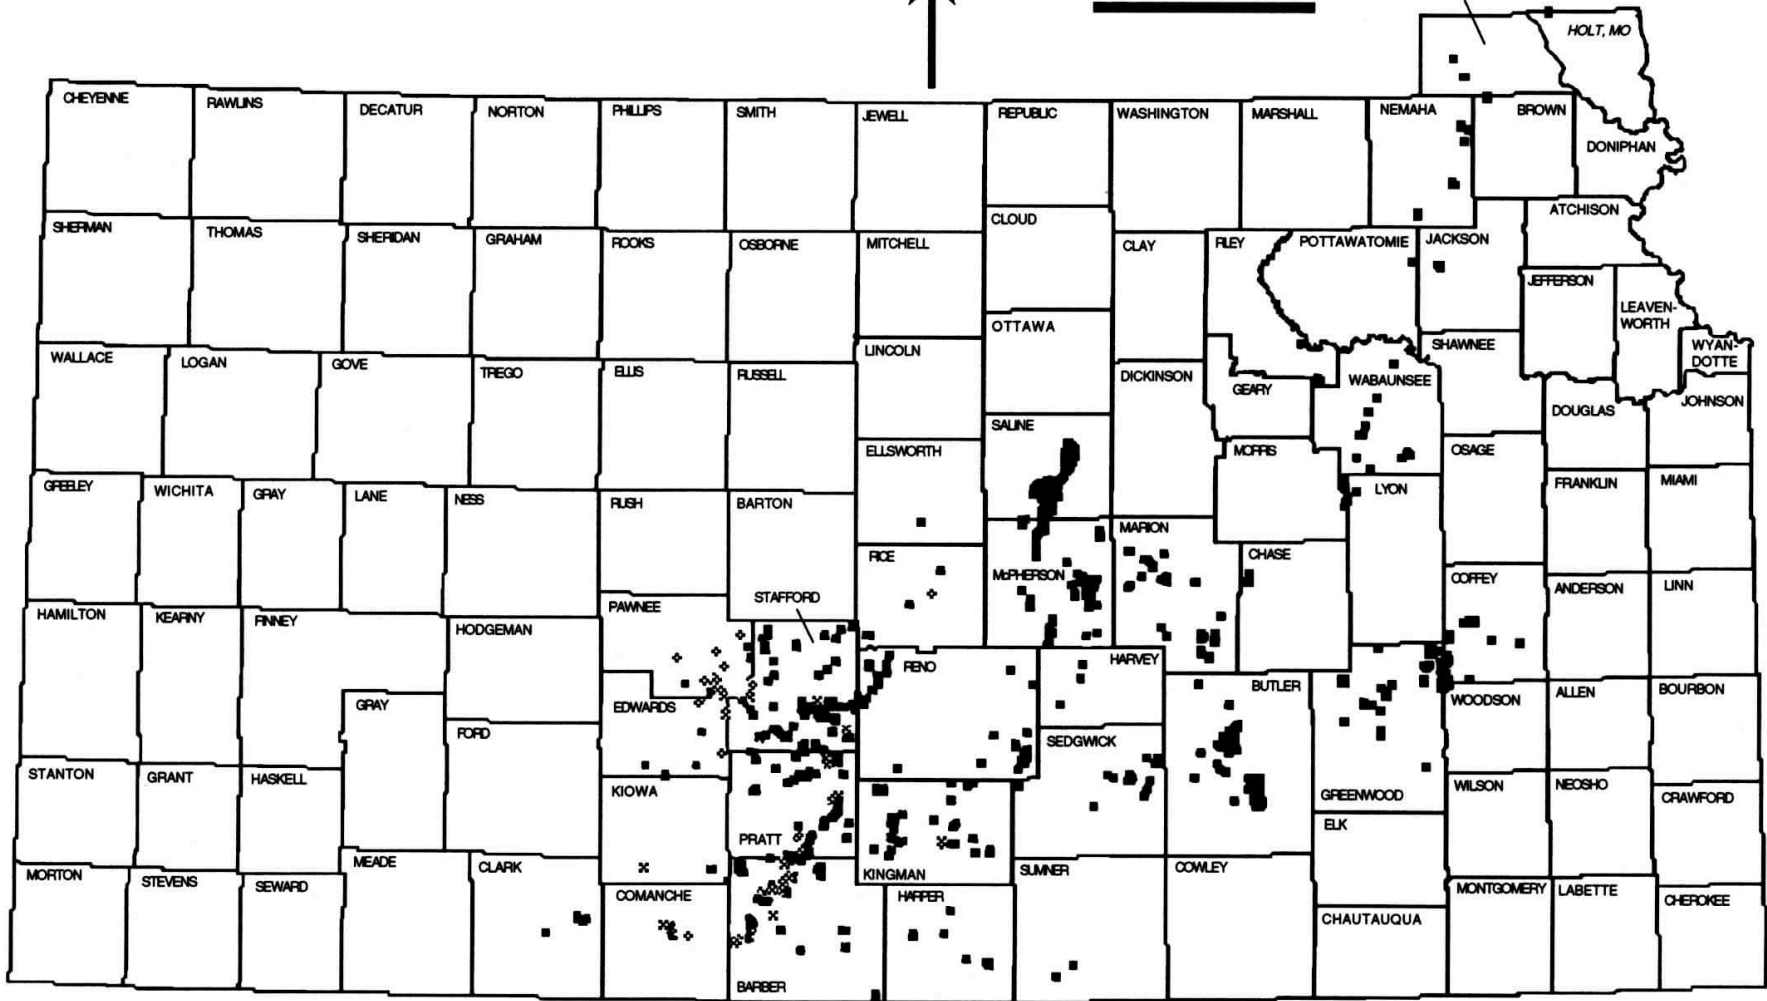 HOLT, MO
CHEYENNE
RAWLINS
DECATUR
NORTON
PHILLIPS
SMITH
JEWELL
REPUBLIC
WASHINGTON
MARSHALL
NEMAHA
BROWN
DONIPHAN
SHERMAN
THOMAS
SHERIDAN
GRAHAM
ROOKS
OSBORNE
MITCHELL
CLOUD
CLAY
RILEY
POTTAWATOMIE
JACKSON
ATCHISON
JEFFERSON
LEAVEN-
WORTH
WYAN-
DOTTE
WALLACE
LOGAN
GOVE
TREGO
ELLIS
RUSSELL
LINCOLN
OTTAWA
DICKINSON
GEARY
WABAUNSEE
SHAWNEE
DOUGLAS
JOHNSON
GREELEY
WICHITA
GRAY
LANE
NESS
RUSH
BARTON
ELLSWORTH
SALINE
MORRIS
LYON
OSAGE
FRANKLIN
MIAMI
HAMILTON
KEARNY
FINNEY
HODGEMAN
PAWNEE
STAFFORD
RICE
McPHERSON
MARION
CHASE
COFFEY
ANDERSON
LINN
GRAY
FORD
EDWARDS
RENO
HARVEY
BUTLER
WOODSON
ALLEN
BOURBON
STANTON
GRANT
HASKELL
KIOWA
PRATT
KINGMAN
SEDGWICK
GREENWOOD
WILSON
NEOSHO
CRAWFORD
MORTON
STEVENS
SEWARD
MEADE
CLARK
COMANCHE
BARBER
HARPER
SUMNER
COWLEY
ELK
CHAUTAUQUA
MONTGOMERY
LABETTE
CHEROKEE